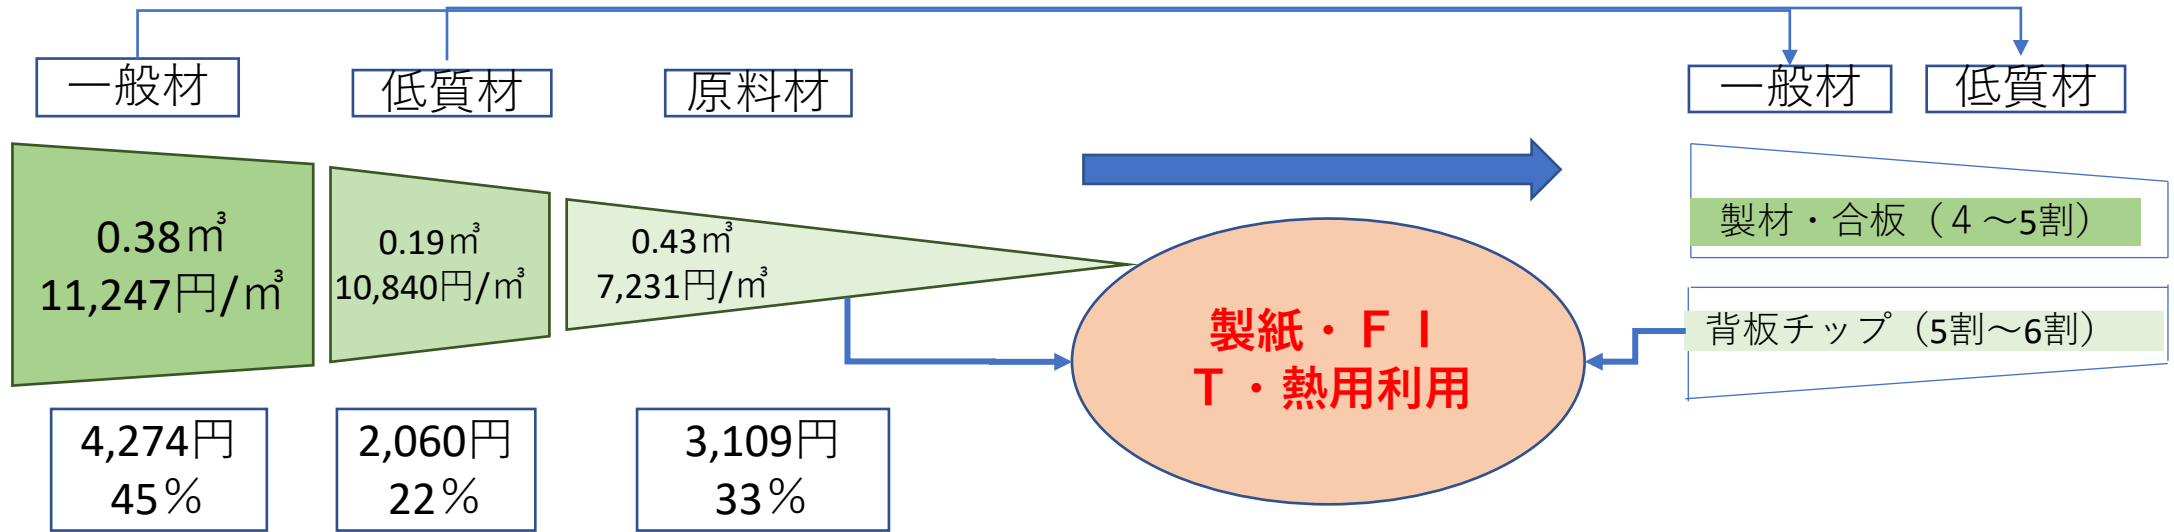 一般材
低質材
原料材
一般材
低質材
0.38㎥
11,247円/㎥
0.19㎥
10,840円/㎥
0.43㎥
7,231円/㎥
製紙・ＦＩ
Ｔ・熱用利用
製材・合板（４～5割）
背板チップ（5割～6割）
4,274円
45％
2,060円
22％
3,109円
33％